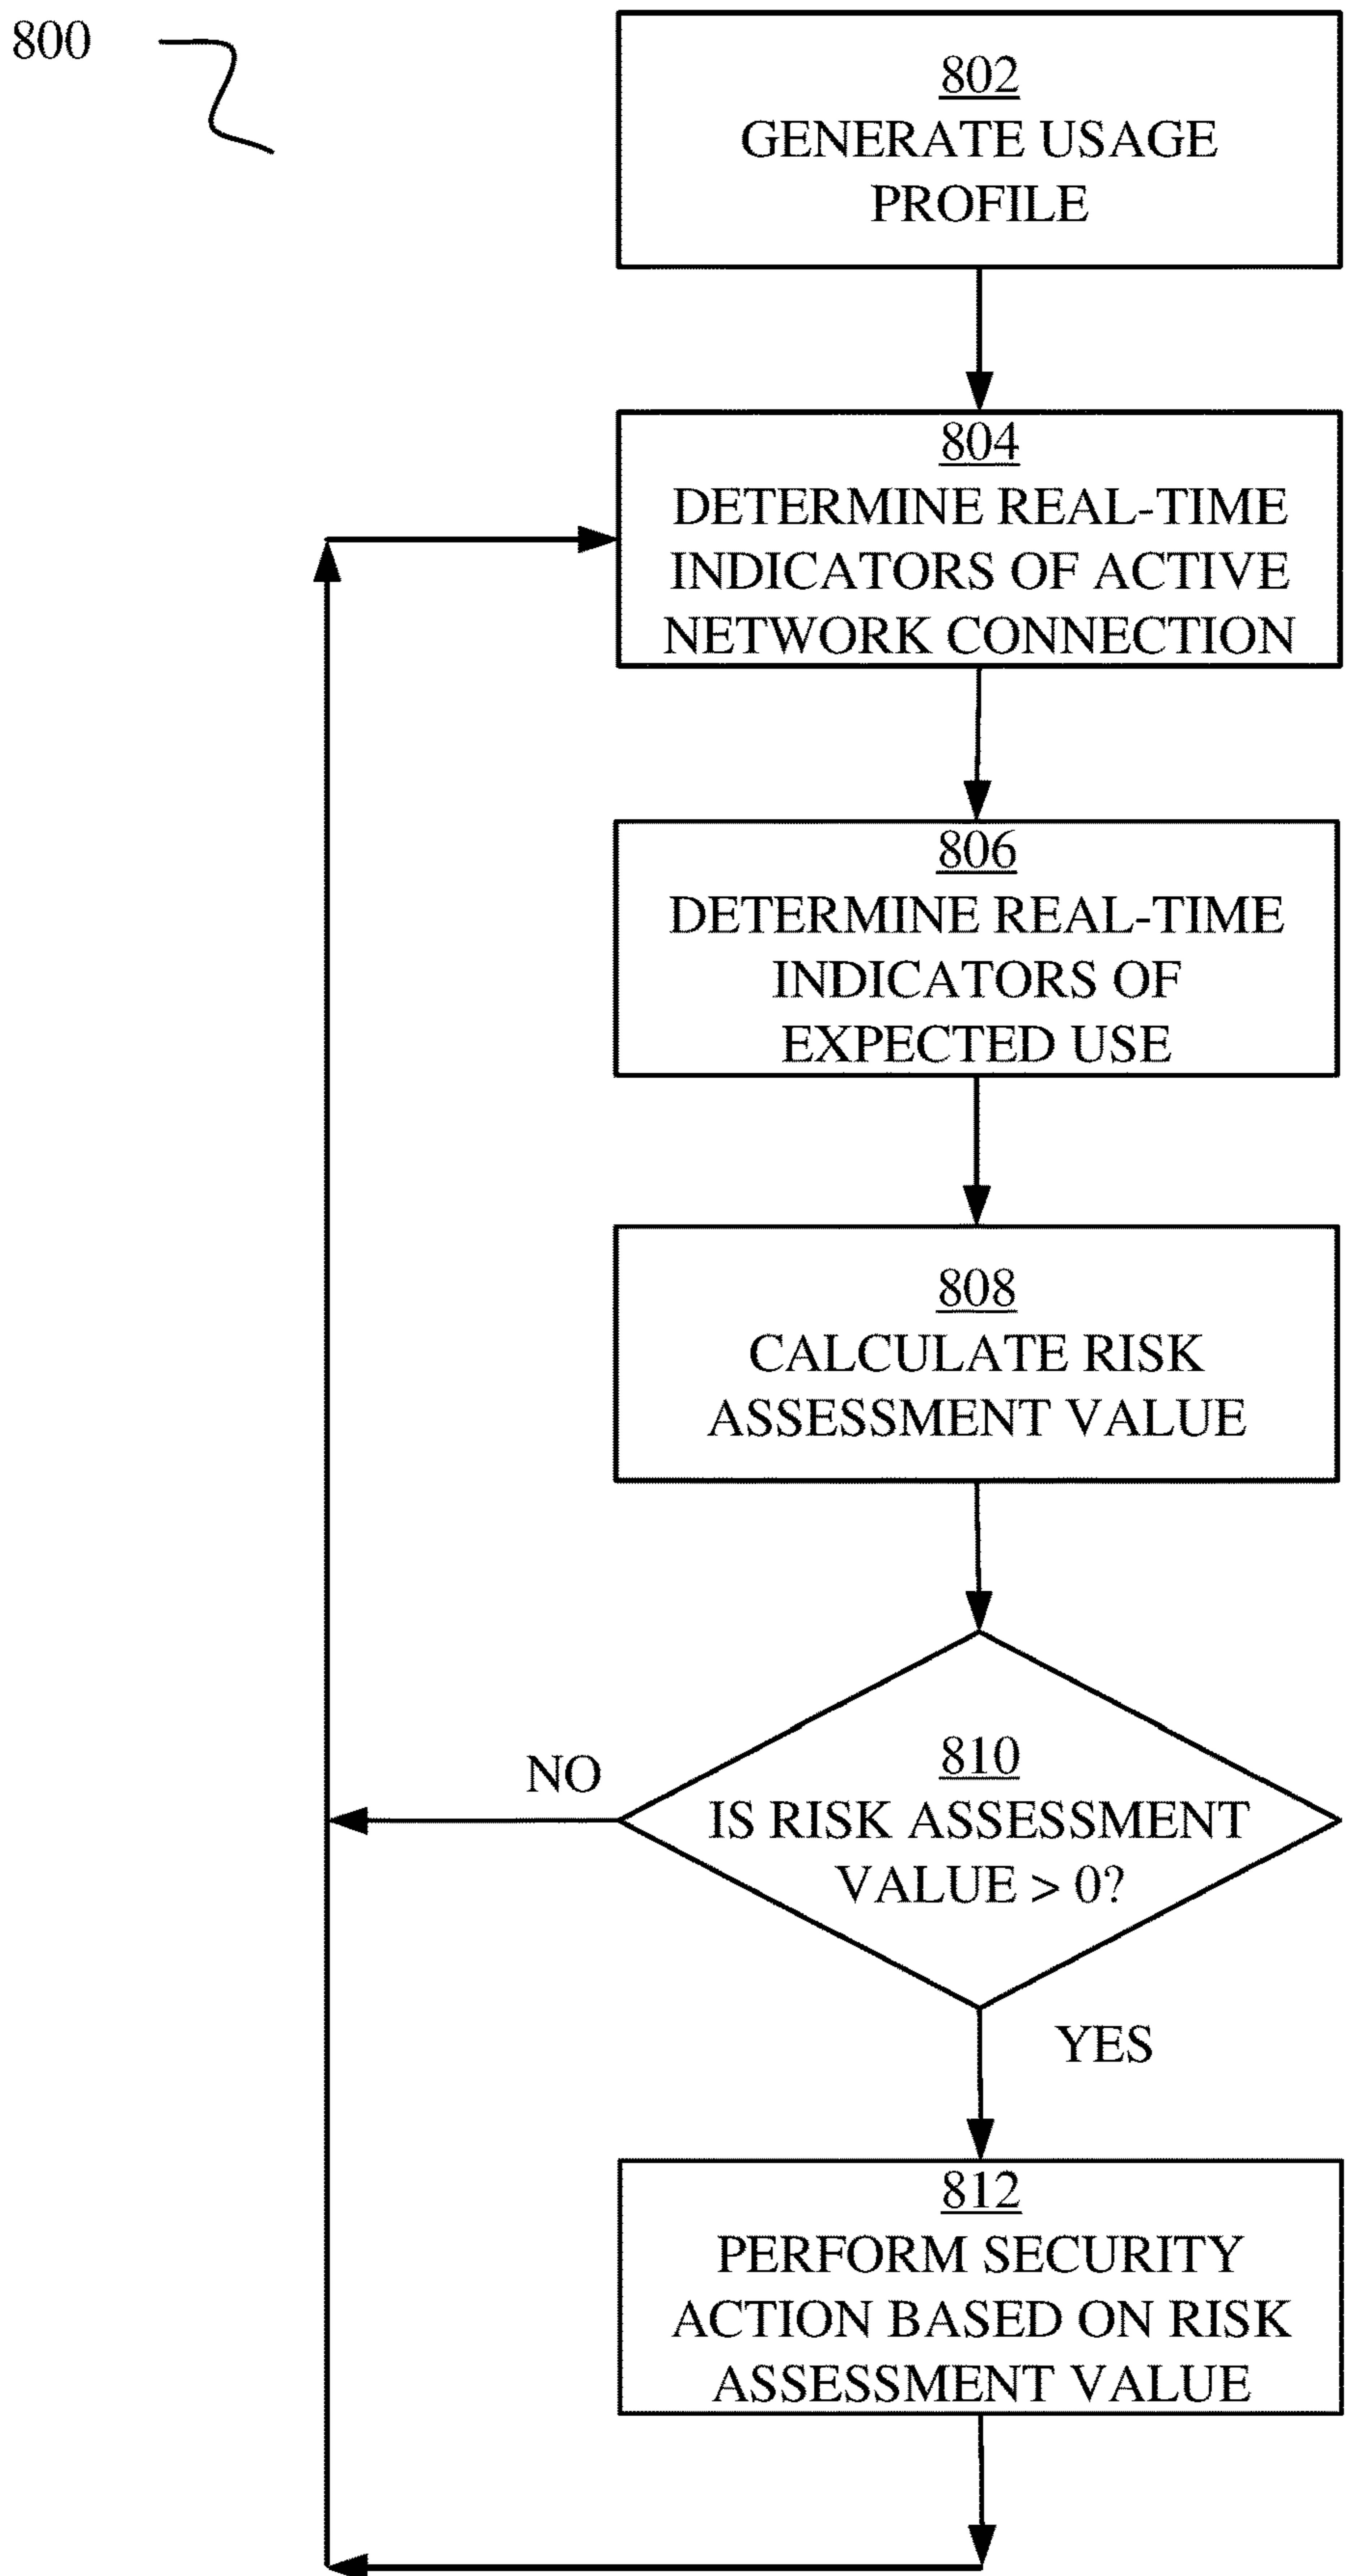 800
802
GENERATE USAGE
PROFILE
804
DETERMINE REAL-TIME
INDICATORS OF ACTIVE
NETWORK CONNECTION
806
DETERMINE REAL-TIME
INDICATORS OF
EXPECTED USE
808
CALCULATE RISK
ASSESSMENT VALUE
810
IS RISK ASSESSMENT
VALUE > 0?
NO
YES
812
PERFORM SECURITY
ACTION BASED ON RISK
ASSESSMENT VALUE